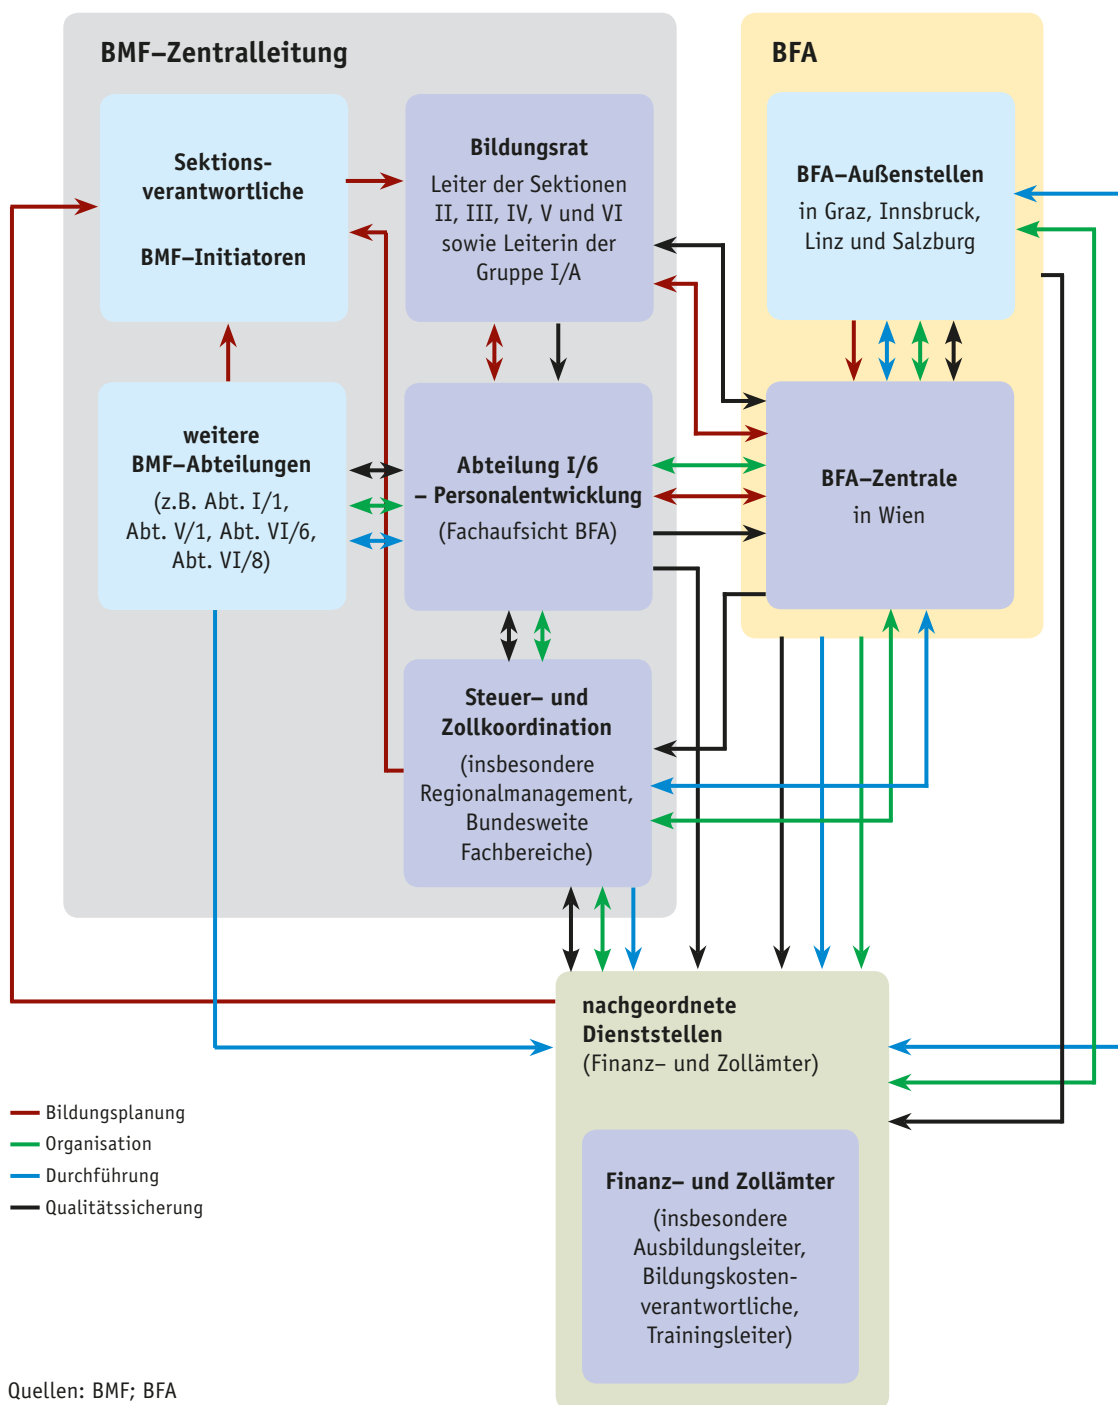 BMF–Zentralleitung
Sektions-
verantwortliche
BMF–Initiatoren
Bildungsrat
Leiter der Sektionen
II, III, IV, V und VI
sowie Leiterin der
Gruppe I/A
weitere
BMF–Abteilungen
(z.B. Abt. I/1,
Abt. V/1, Abt. VI/6,
Abt. VI/8)
Abteilung I/6
– Personalentwicklung
(Fachaufsicht BFA)
Steuer– und
Zollkoordination
(insbesondere
Regionalmanagement,
Bundesweite
Fachbereiche)
BFA
BFA–Außenstellen
in Graz, Innsbruck,
Linz und Salzburg
BFA–Zentrale
in Wien
nachgeordnete
Dienststellen
(Finanz– und Zollämter)
Finanz– und Zollämter
(insbesondere
Ausbildungsleiter,
Bildungskosten-
verantwortliche,
Trainingsleiter)
Bildungsplanung
Organisation
Durchführung
Qualitätssicherung
Quellen: BMF; BFA